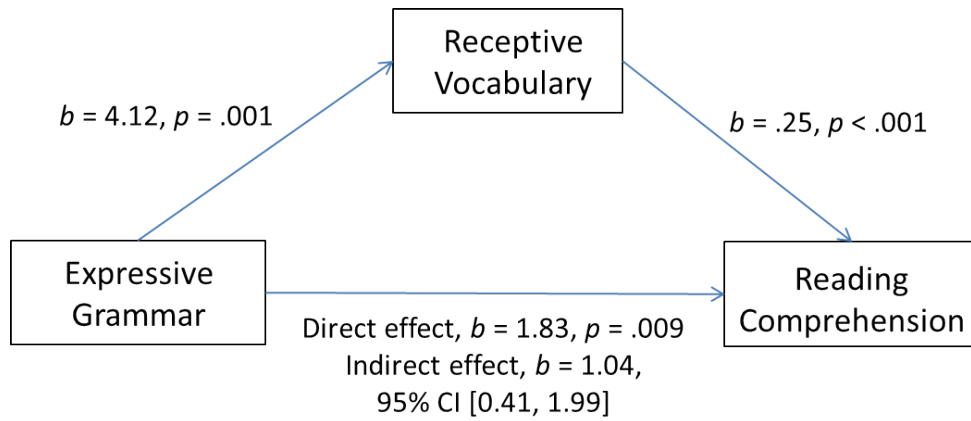 Receptive
Vocabulary
b = 4.12, p = .001
b = .25, p < .001
Expressive
Grammar
Reading
Comprehension
Direct effect, b = 1.83, p = .009
Indirect effect, b = 1.04,
95% CI [0.41, 1.99]